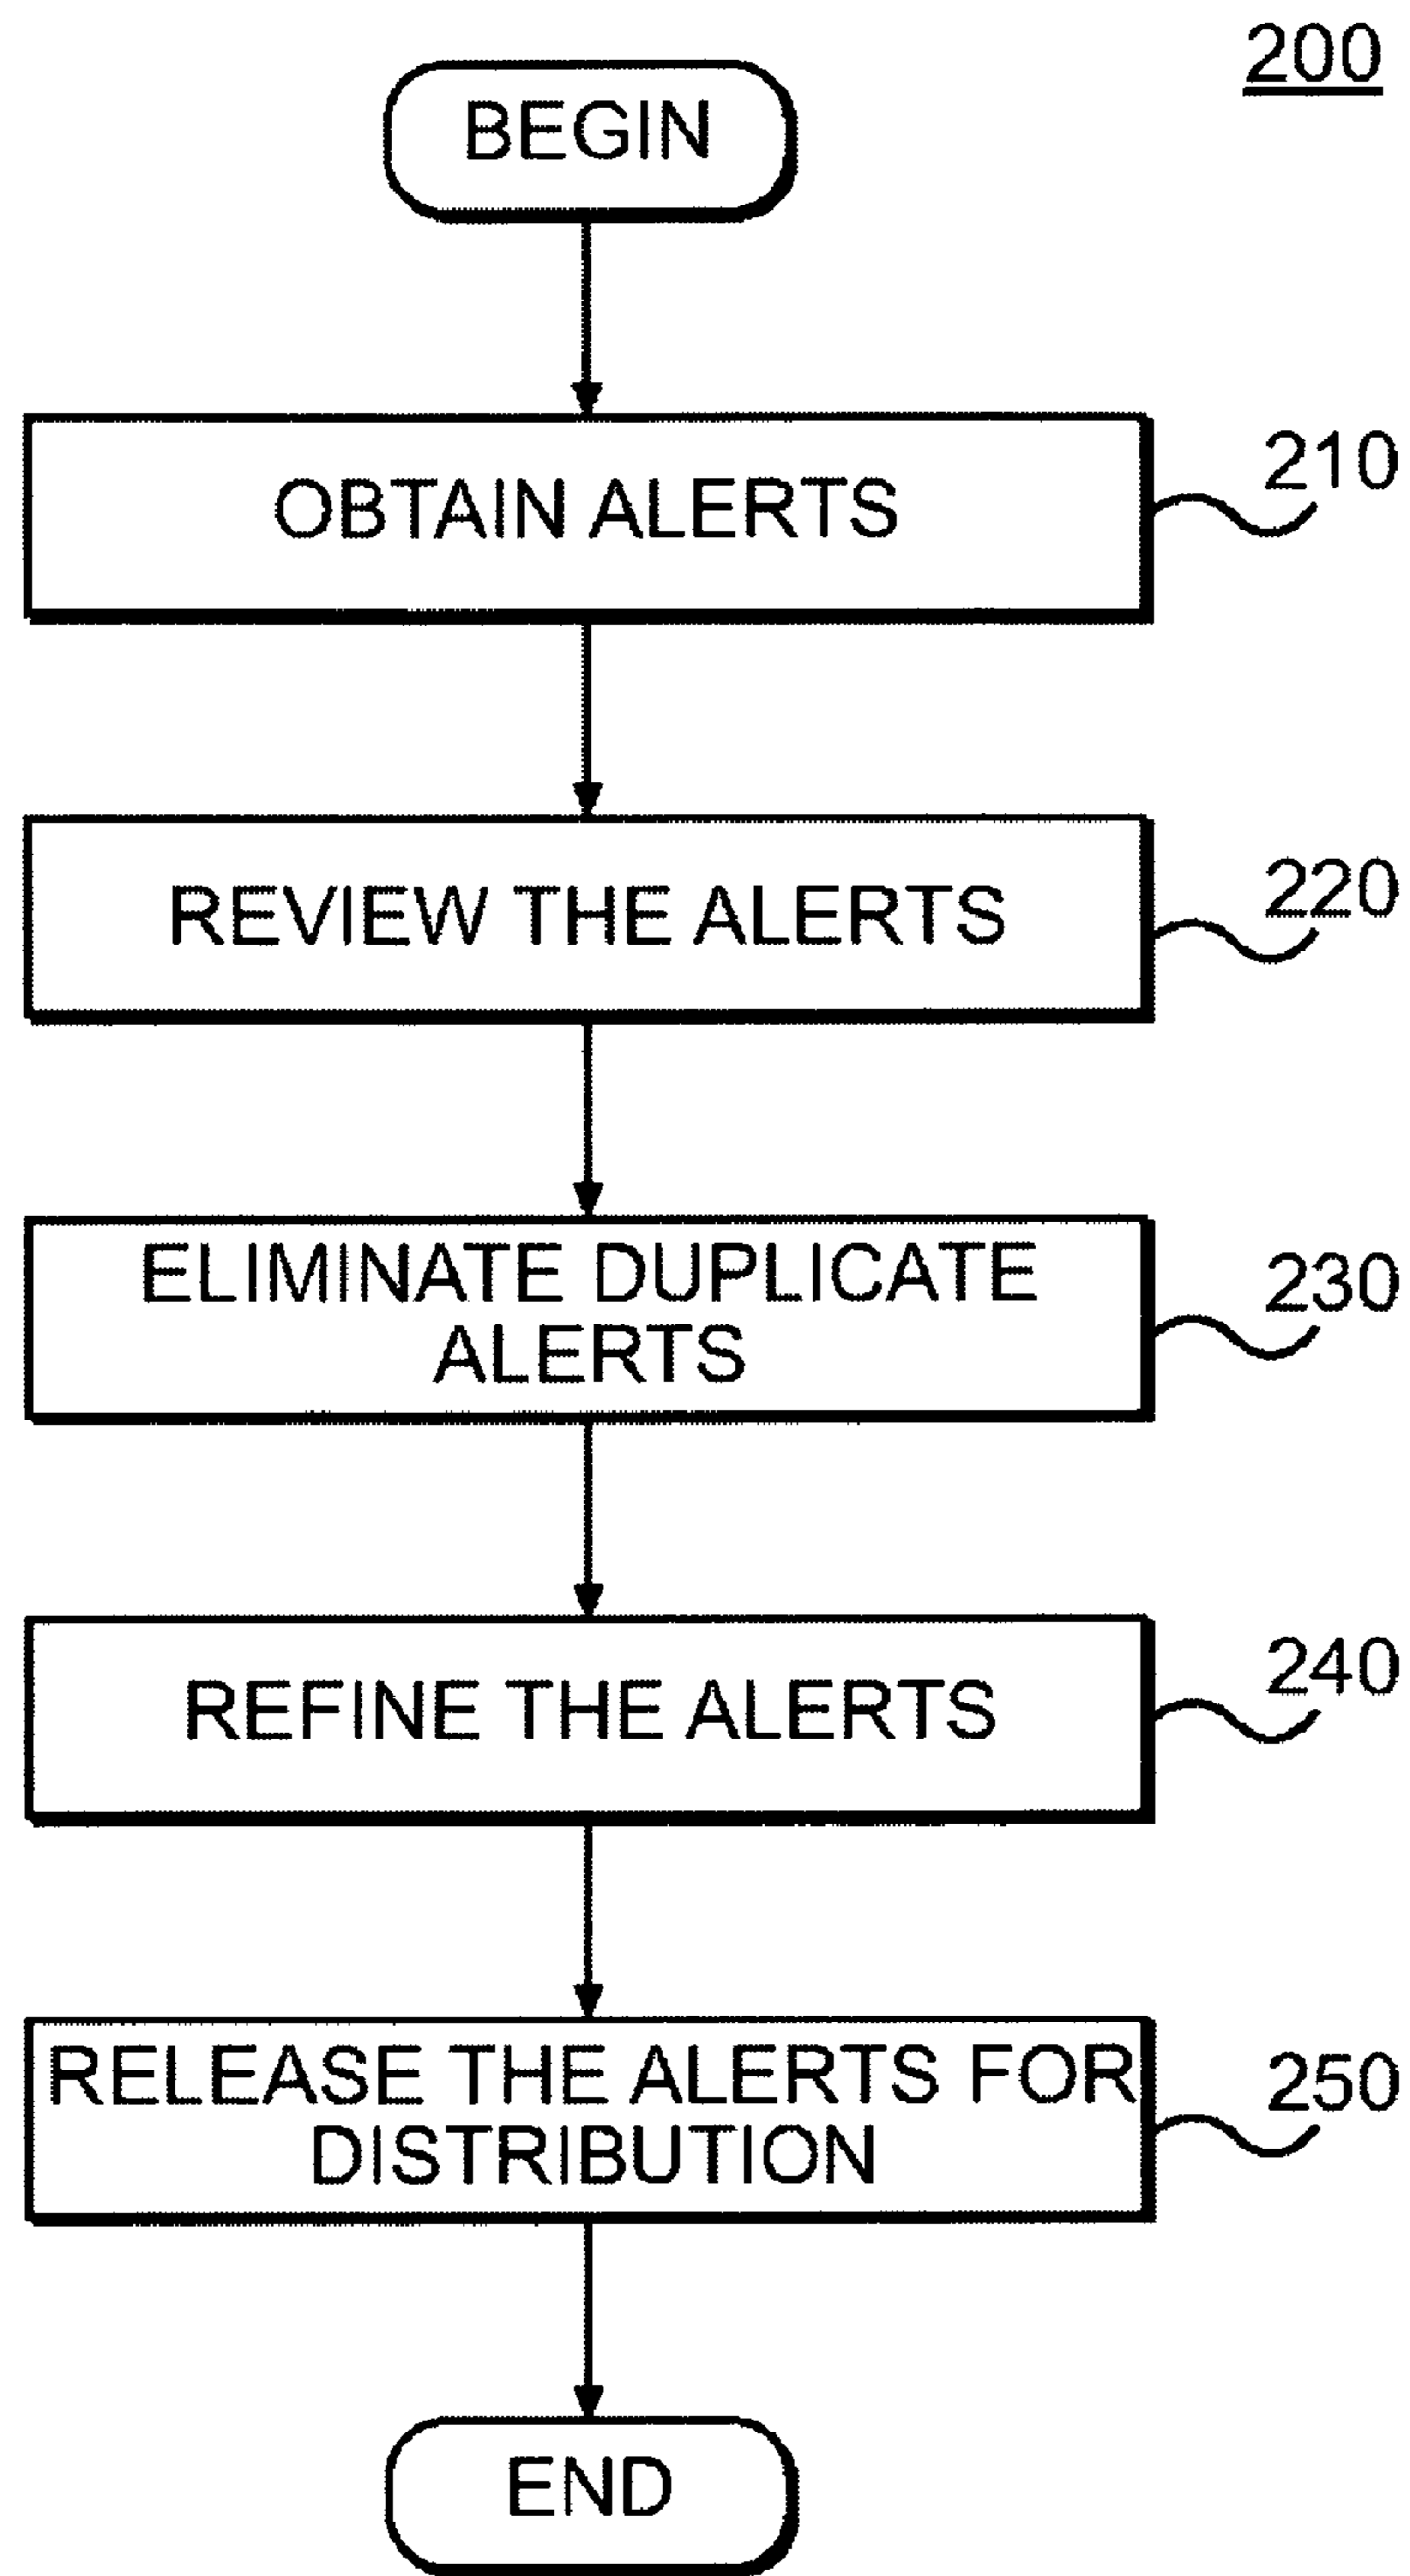 200
BEGIN
OBTAIN ALERTS
210
REVIEW THE ALERTS
220
ELIMINATE DUPLICATE
ALERTS
230
REFINE THE ALERTS
240
RELEASE THE ALERTS FOR
DISTRIBUTION
250
END